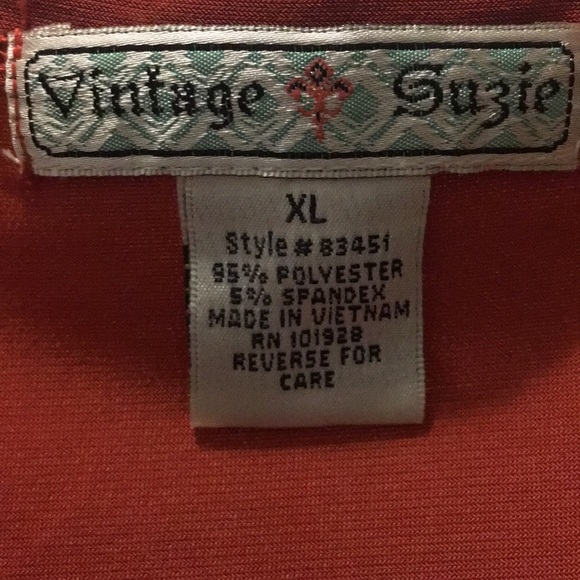 Vintage Suzie
XL
Style # 83451
95% POLYESTER
5% SPANDEX
MADE IN VIETNAM
RN 101928
REVERSE FOR
CARE